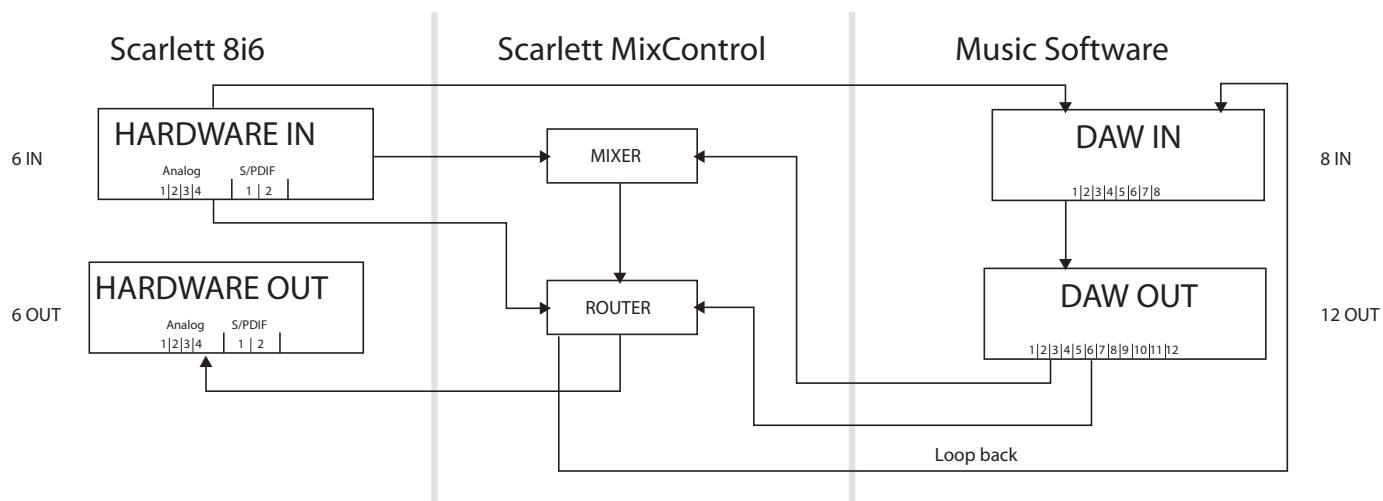 Scarlett 8i6
Scarlett MixControl
Music Software
HARDWARE IN
Analog
S/PDIF
1|2|3|4
1 | 2
6 IN
MIXER
DAW IN
1|2|3|4|5|6|7|8
8 IN
HARDWARE OUT
Analog
S/PDIF
1|2|3|4
1 | 2
6 OUT
ROUTER
DAW OUT
1|2|3|4|5|6|7|8|9|10|11|12
12 OUT
Loop back